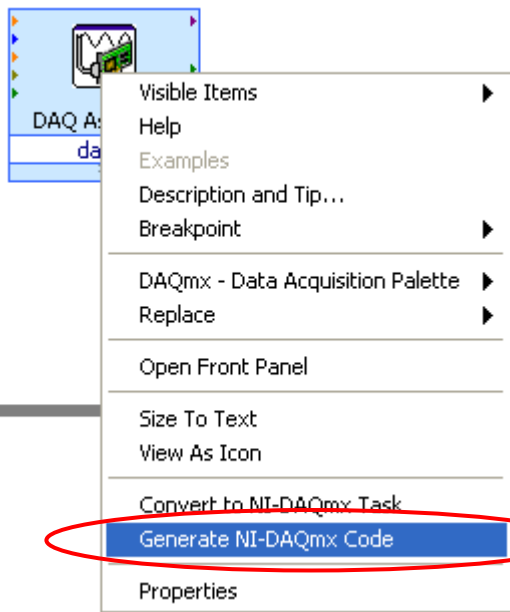 DAQ A
da
Visible Items
Help
Examples
Description and Tip...
Breakpoint
DAQmx - Data Acquisition Palette
Replace
Open Front Panel
Size To Text
View As Icon
Convert to NI-DAQmx Task
Generate NI-DAQmx Code
Properties